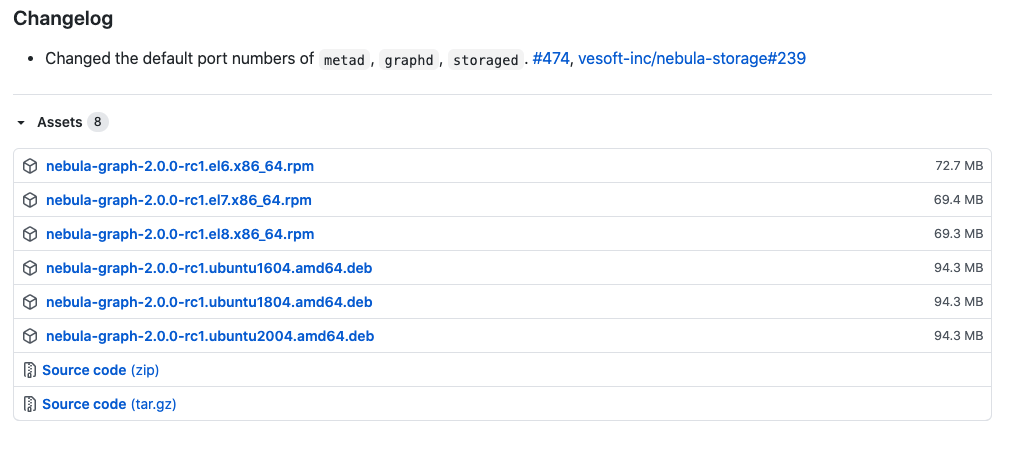 Changelog
• Changed the default port numbers of metad, graphd, storaged. #474, vesoft-inc/nebula-storage#239
Assets 8
nebula-graph-2.0.0-rc1.el6.x86_64.rpm 72.7 MB
nebula-graph-2.0.0-rc1.el7.x86_64.rpm 69.4 MB
nebula-graph-2.0.0-rc1.el8.x86_64.rpm 69.3 MB
nebula-graph-2.0.0-rc1.ubuntu1604.amd64.deb 94.3 MB
nebula-graph-2.0.0-rc1.ubuntu1804.amd64.deb 94.3 MB
nebula-graph-2.0.0-rc1.ubuntu2004.amd64.deb 94.3 MB
Source code (zip)
Source code (tar.gz)